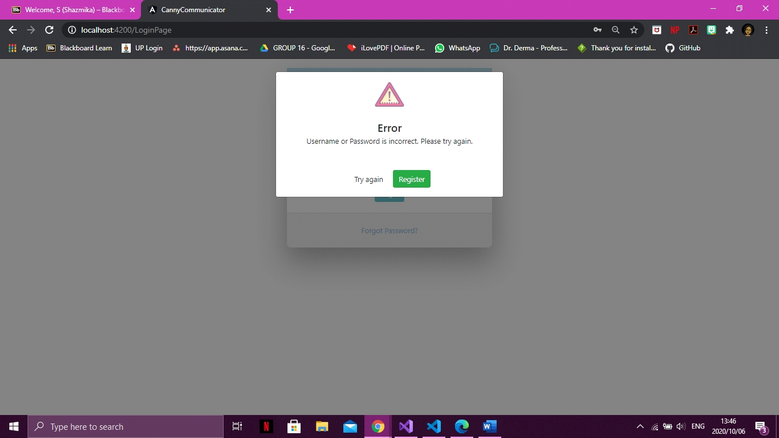 Welcome, S (Shazmika) – Blackb
CannyCommunicator
localhost:4200/LoginPage
Apps
Blackboard Learn
UP Login
https://app.asana.c...
GROUP 16 - Googl...
iLovePDF | Online P...
WhatsApp
Dr. Derma - Profess...
Thank you for instal...
GitHub
Error
Username or Password is incorrect. Please try again.
Try again
Register
Forgot Password?
Type here to search
ENG
13:46
2020/10/06
3